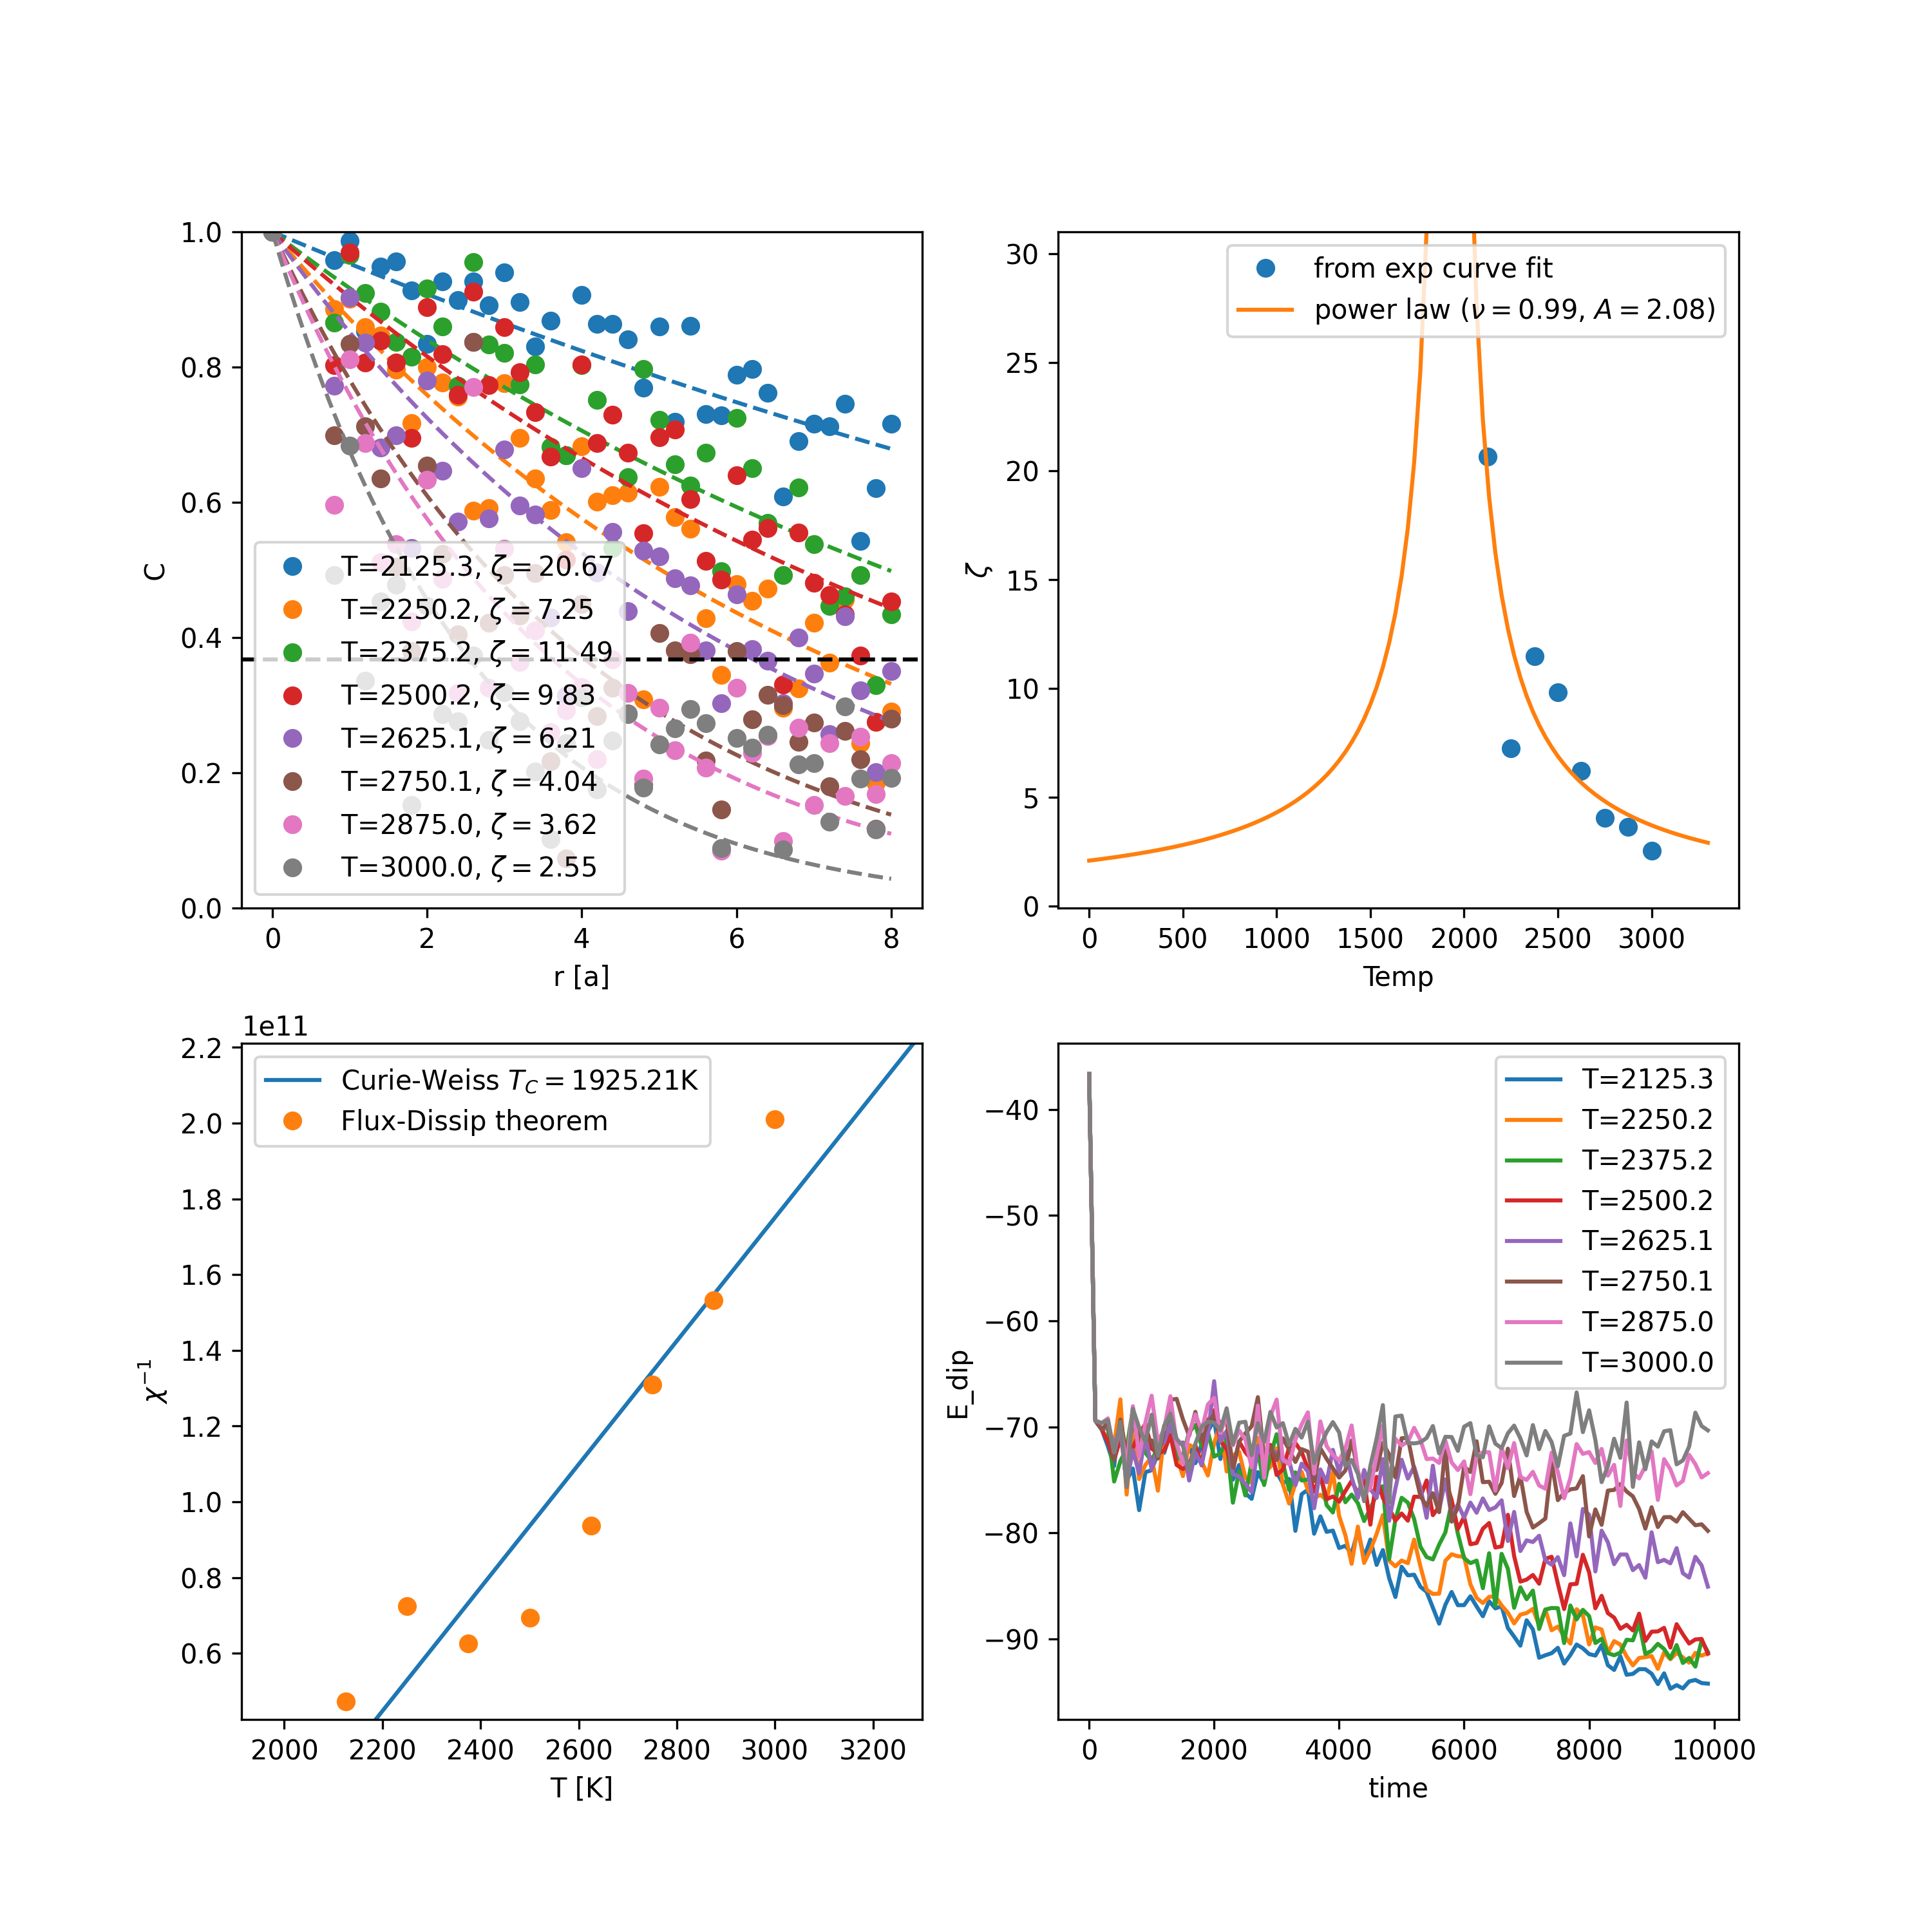 1.0
0.8
0.6
0.4
0.2
0.0
C
T=2125.3, ζ = 20.67
T=2250.2, ζ = 7.25
T=2375.2, ζ = 11.49
T=2500.2, ζ = 9.83
T=2625.1, ζ = 6.21
T=2750.1, ζ = 4.04
T=2875.0, ζ = 3.62
T=3000.0, ζ = 2.55
0 2 4 6 8
r [a]
30
25
20
15
10
5
0
ζ
from exp curve fit
power law (ν = 0.99, A = 2.08)
0 500 1000 1500 2000 2500 3000
Temp
1e11
2.2
2.0
1.8
1.6
1.4
1.2
1.0
0.8
0.6
χ⁻¹
Curie-Weiss T_C = 1925.21K
Flux-Dissip theorem
2000 2200 2400 2600 2800 3000 3200
T [K]
−40
−50
−60
−70
−80
−90
E_dip
T=2125.3
T=2250.2
T=2375.2
T=2500.2
T=2625.1
T=2750.1
T=2875.0
T=3000.0
0 2000 4000 6000 8000 10000
time